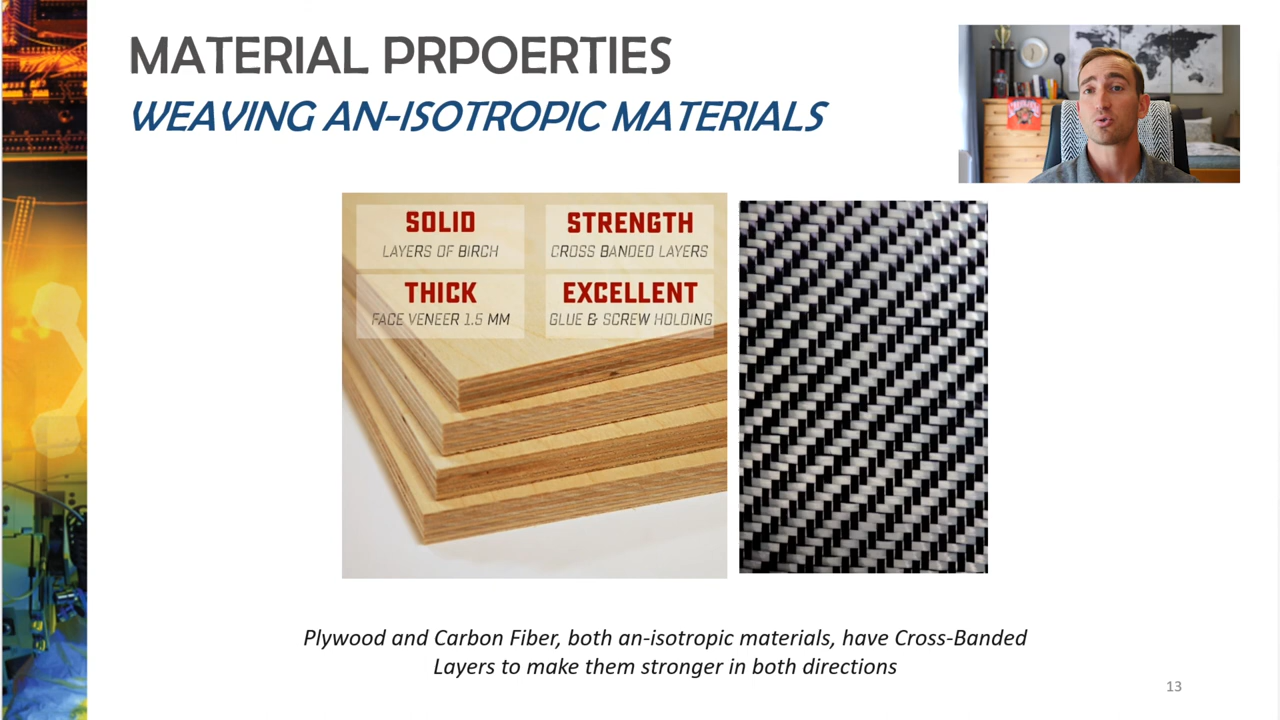 MATERIAL PRPOERTIES
WEAVING AN-ISOTROPIC MATERIALS
SOLID
LAYERS OF BIRCH
STRENGTH
CROSS BANDED LAYERS
THICK
FACE VENEER 1.5 MM
EXCELLENT
GLUE & SCREW HOLDING
Plywood and Carbon Fiber, both an-isotropic materials, have Cross-Banded
Layers to make them stronger in both directions
13